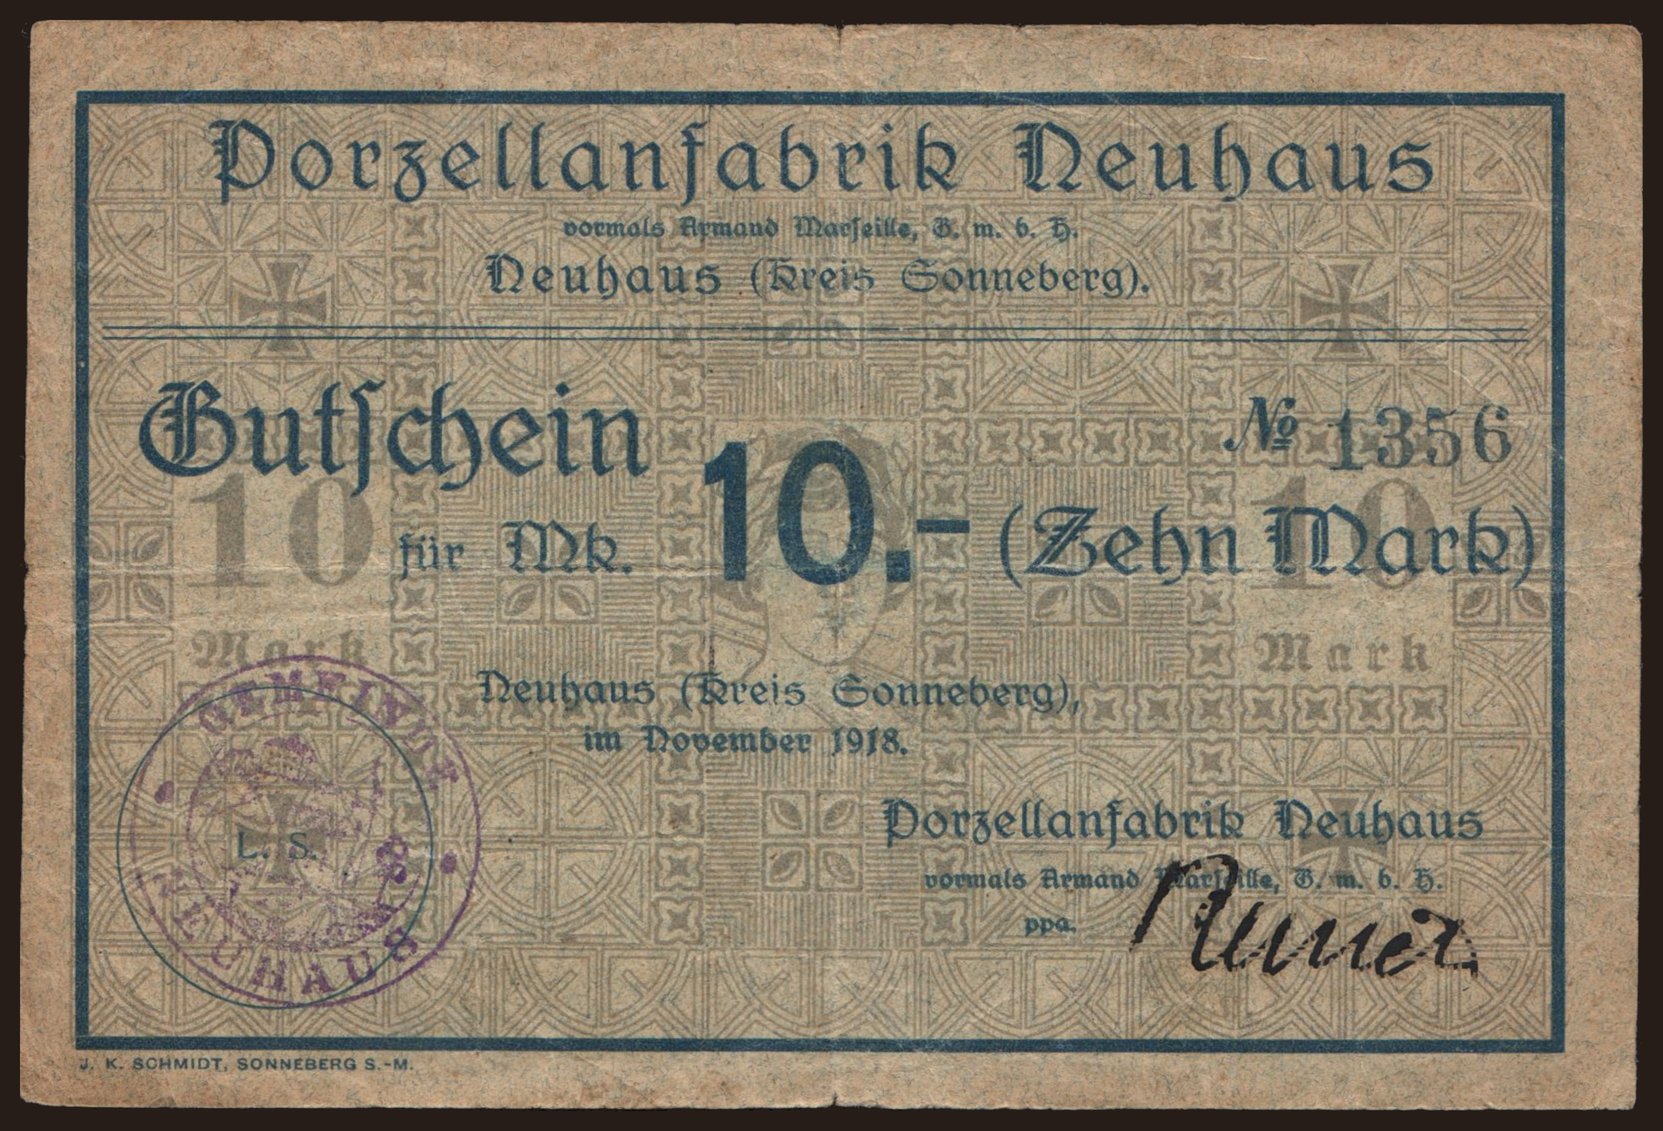 Porzellanfabrik Neuhaus
vormals Armand Marseille, G. m. b. H.
Neuhaus (Kreis Sonneberg).
Gutschein
№ 1356
10
10
für Mk. 10.- (Zehn Mark)
Mark
Mark
Neuhaus (Kreis Sonneberg),
im November 1918.
GEMEINDE
NEUHAUS
L. S.
Porzellanfabrik Neuhaus
vormals Armand Marseille, G. m. b. H.
ppa.
J. K. SCHMIDT, SONNEBERG S.-M.